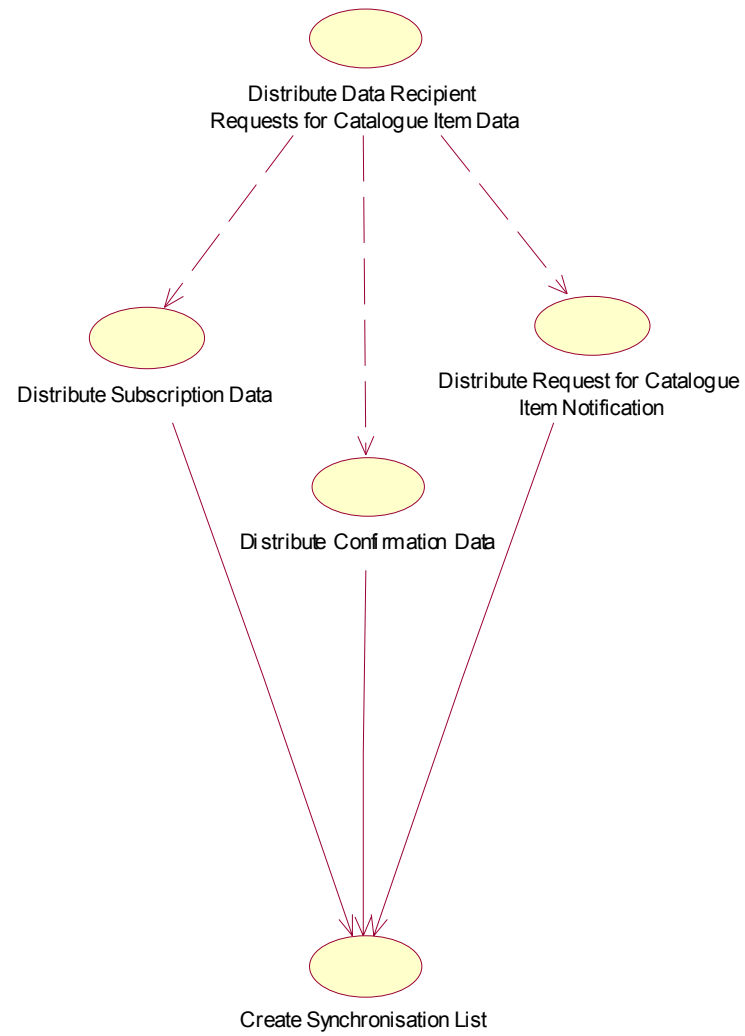 Distribute Data Recipient
Requests for Catalogue Item Data
Distribute Subscription Data
Distribute Request for Catalogue
Item Notification
Distribute Confirmation Data
Create Synchronisation List